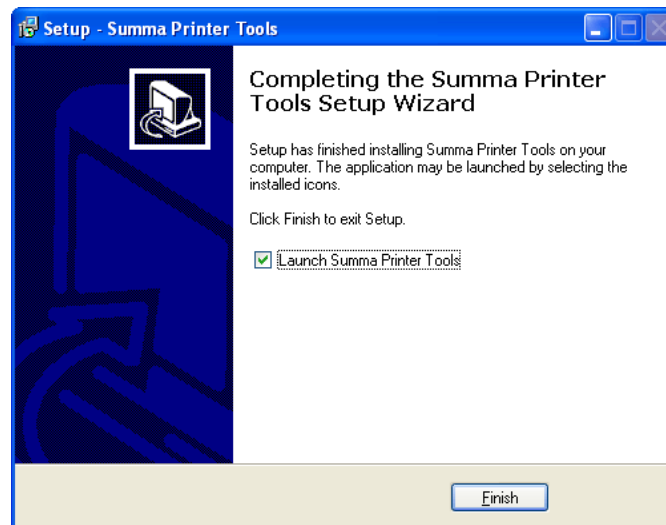 Setup - Summa Printer Tools
Completing the Summa Printer
Tools Setup Wizard
Setup has finished installing Summa Printer Tools on your
computer. The application may be launched by selecting the
installed icons.
Click Finish to exit Setup.
Launch Summa Printer Tools
Finish